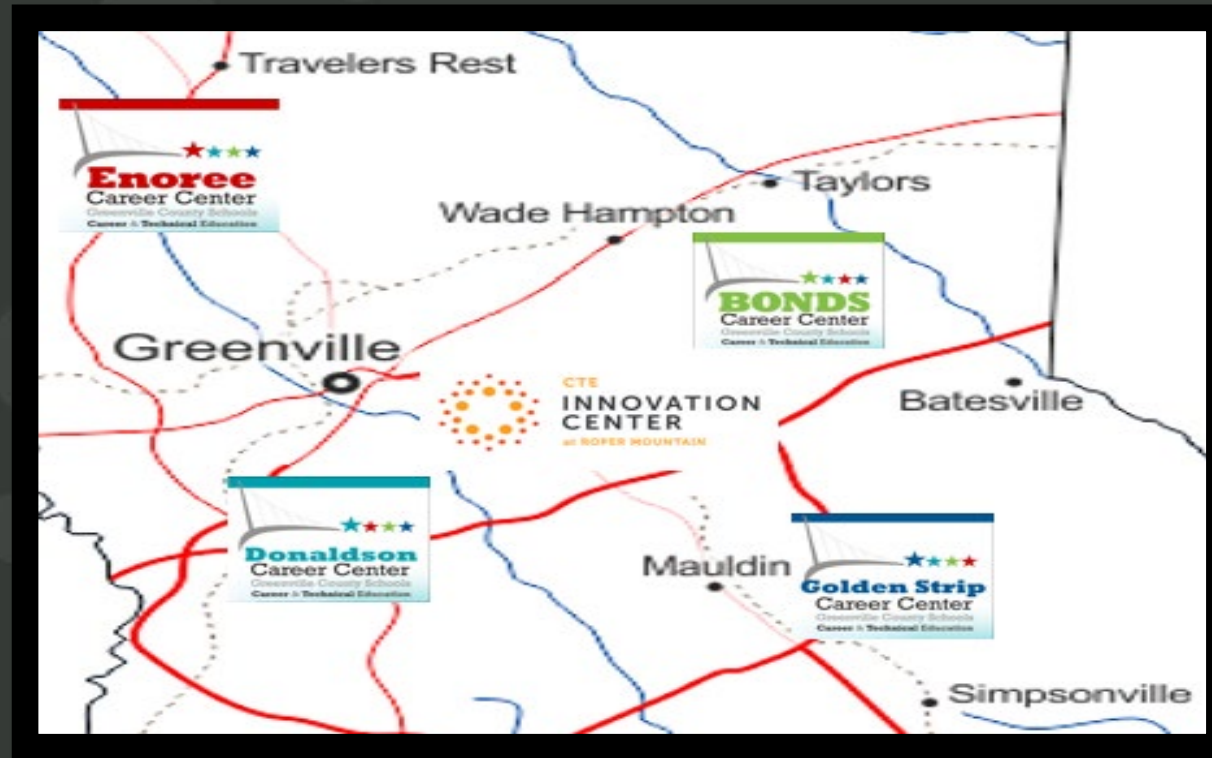 Travelers Rest
Enoree
Career Center
Greenville County Schools
Career & Technical Education
Taylors
Wade Hampton
BONDS
Career Center
Greenville County Schools
Career & Technical Education
Greenville
CTE
INNOVATION
CENTER
at ROPER MOUNTAIN
Batesville
Donaldson
Career Center
Greenville County Schools
Career & Technical Education
Mauldin
Golden Strip
Career Center
Greenville County Schools
Career & Technical Education
Simpsonville